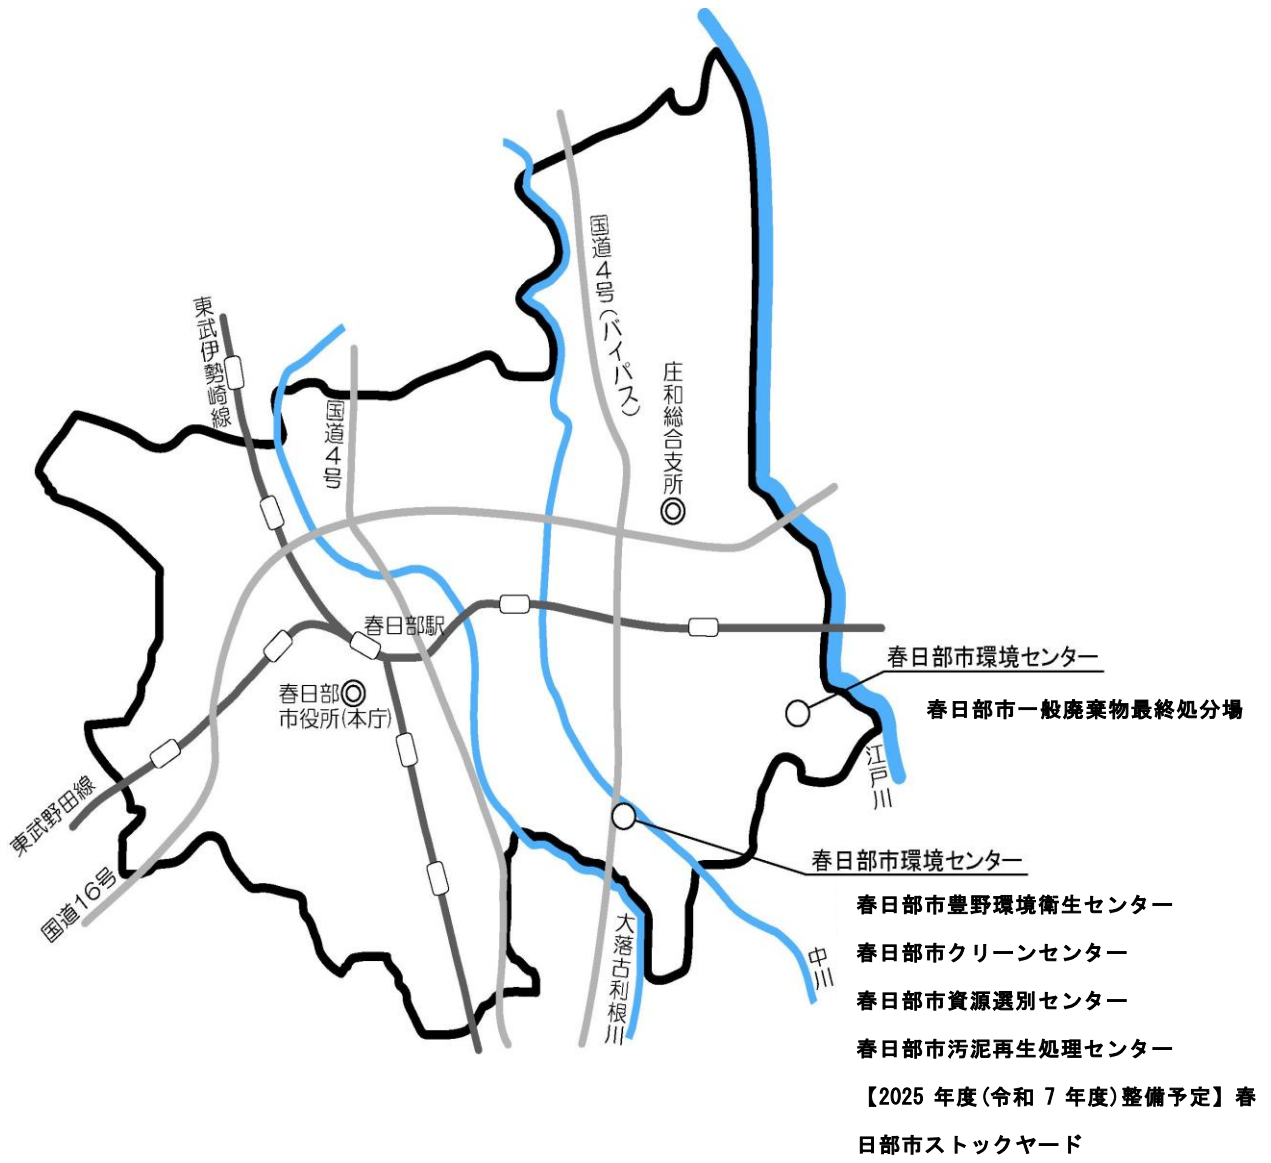 国道4号(バイパス)
東武伊勢崎線
庄和総合支所
国道4号
春日部駅
春日部市環境センター
春日部
市役所(本庁)
春日部市一般廃棄物最終処分場
江戸川
東武野田線
春日部市環境センター
国道16号
春日部市豊野環境衛生センター
大落古利根川
中川
春日部市クリーンセンター
春日部市資源選別センター
春日部市汚泥再生処理センター
【2025 年度(令和 7 年度)整備予定】春
日部市ストックヤード